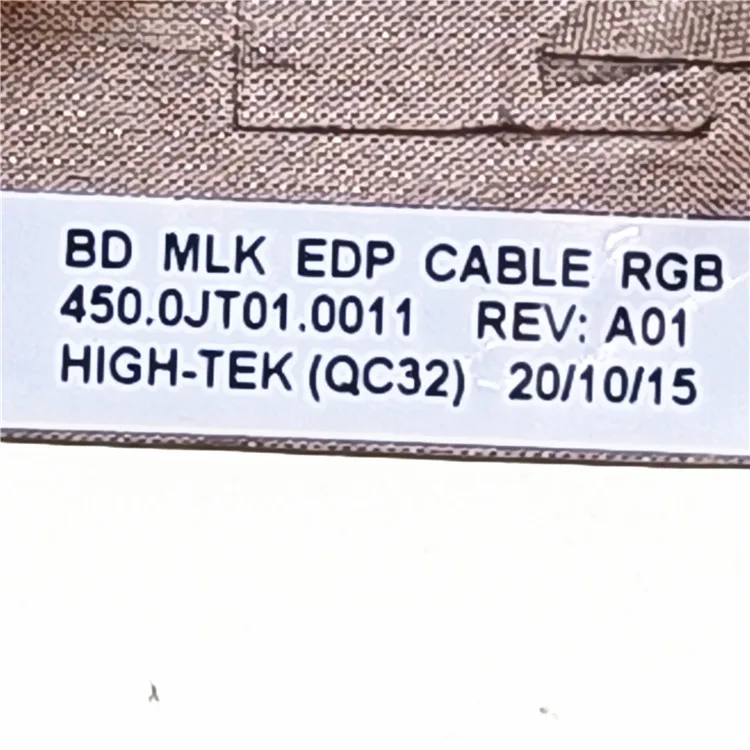 BD MLK EDP CABLE RGB
450.0JT01.0011 REV: A01
HIGH-TEK (QC32) 20/10/15